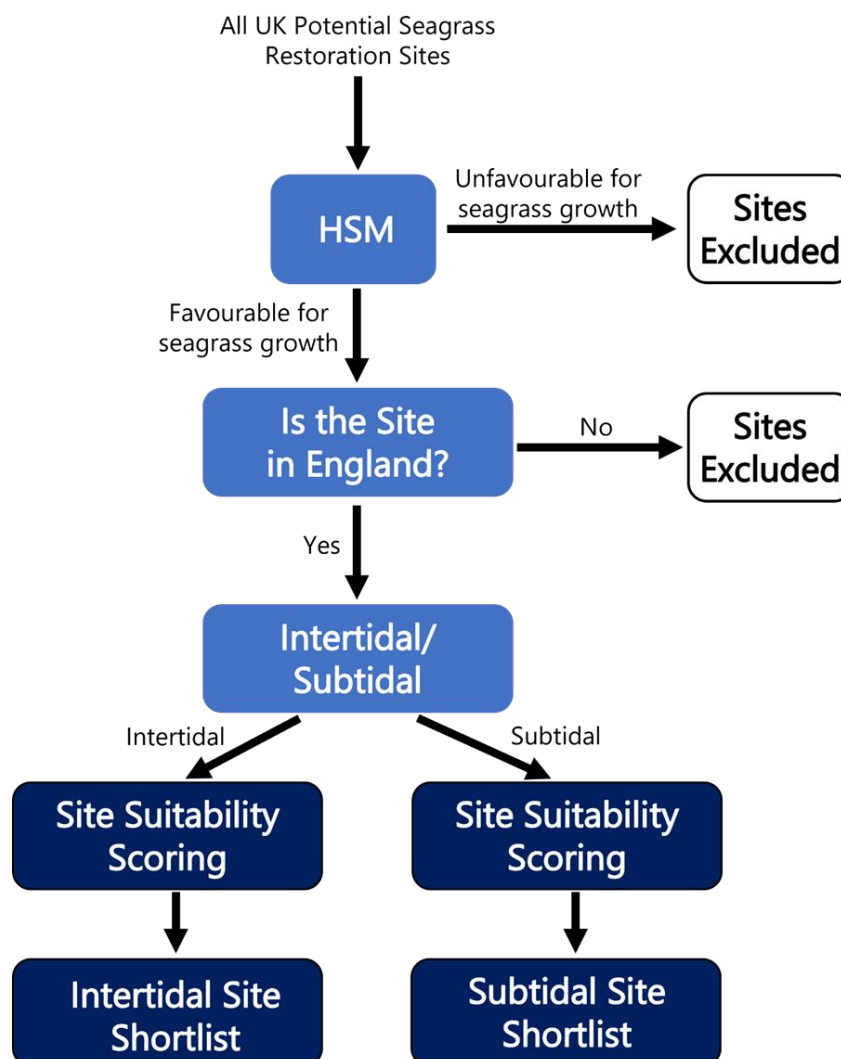 All UK Potential Seagrass
Restoration Sites
HSM
Unfavourable for
seagrass growth
Sites
Excluded
Favourable for
seagrass growth
Is the Site
in England?
No
Sites
Excluded
Yes
Intertidal/
Subtidal
Intertidal
Subtidal
Site Suitability
Scoring
Site Suitability
Scoring
Intertidal Site
Shortlist
Subtidal Site
Shortlist